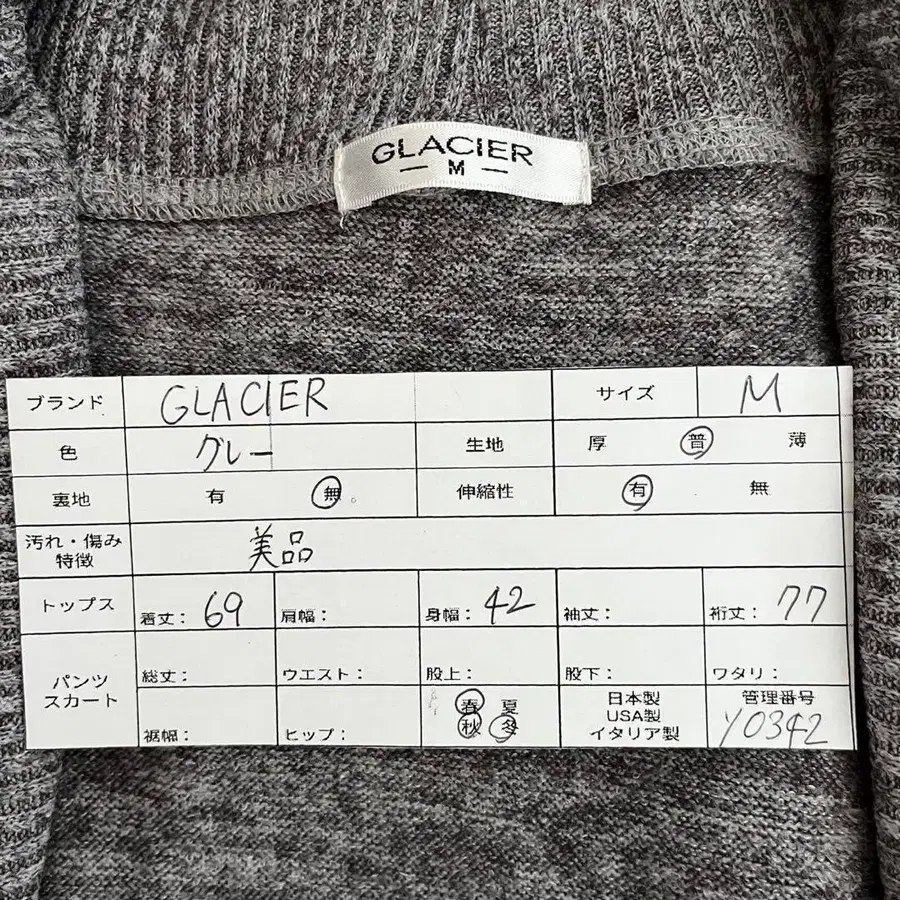 GLACIER
— M —
ブランド GLACIER サイズ M
色 グレー 生地 厚 普 薄
裏地 有 無 伸縮性 有 無
汚れ・傷み
特徴
美品
トップス 着丈: 69 肩幅: 身幅: 42 袖丈: 裄丈: 77
パンツ
スカート
総丈: ウエスト: 股上: 股下: ワタリ:
裾幅: ヒップ:
春 夏
秋 冬
日本製
USA製
イタリア製
管理番号
Y0342